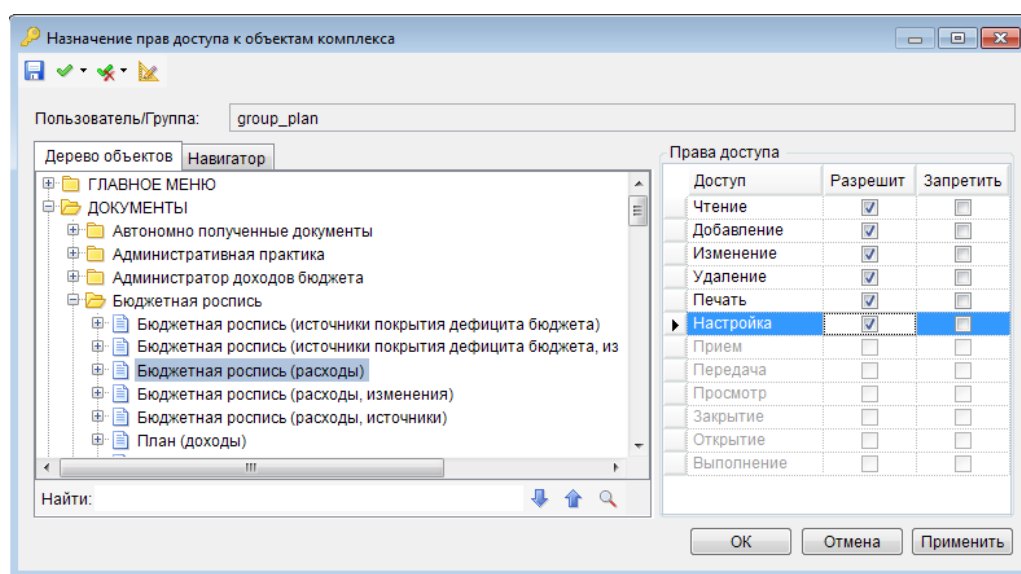 Назначение прав доступа к объектам комплекса
Пользователь/Группа: group_plan
Дерево объектов Навигатор
ГЛАВНОЕ МЕНЮ
ДОКУМЕНТЫ
Автономно полученные документы
Административная практика
Администратор доходов бюджета
Бюджетная роспись
Бюджетная роспись (источники покрытия дефицита бюджета)
Бюджетная роспись (источники покрытия дефицита бюджета, из
Бюджетная роспись (расходы)
Бюджетная роспись (расходы, изменения)
Бюджетная роспись (расходы, источники)
План (доходы)
Найти:
Права доступа
Доступ Разрешит Запретить
Чтение
Добавление
Изменение
Удаление
Печать
Настройка
Прием
Передача
Просмотр
Закрытие
Открытие
Выполнение
ОК Отмена Применить